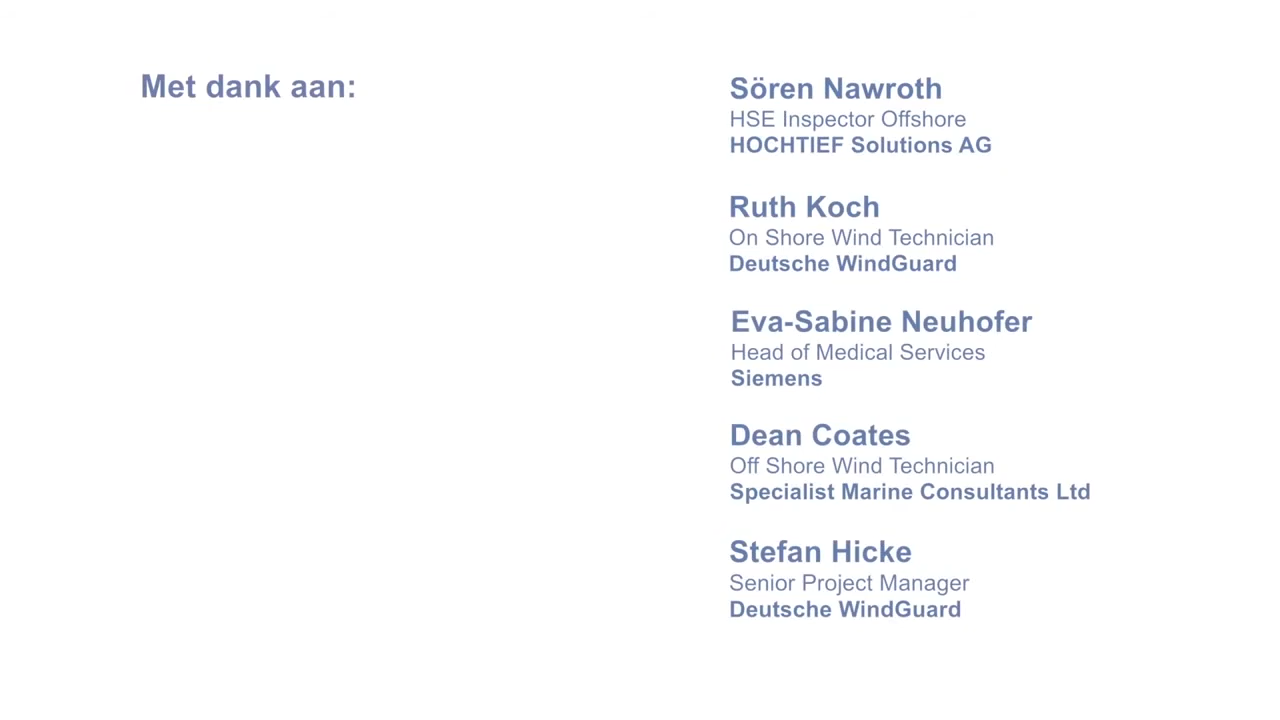 Met dank aan:
Sören Nawroth
HSE Inspector Offshore
HOCHTIEF Solutions AG
Ruth Koch
On Shore Wind Technician
Deutsche WindGuard
Eva-Sabine Neuhofer
Head of Medical Services
Siemens
Dean Coates
Off Shore Wind Technician
Specialist Marine Consultants Ltd
Stefan Hicke
Senior Project Manager
Deutsche WindGuard